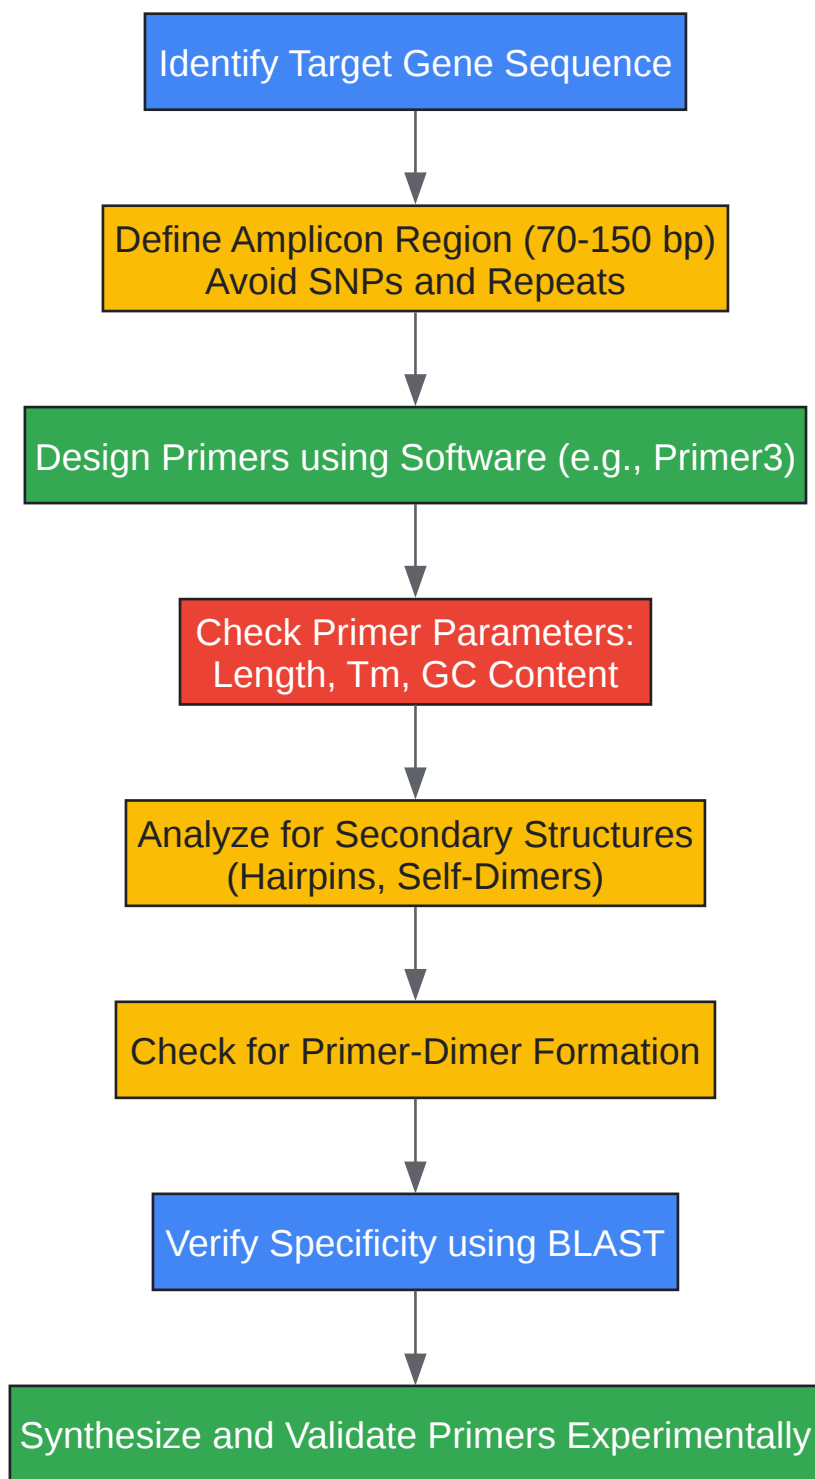 Identify Target Gene Sequence
Define Amplicon Region (70-150 bp)
Avoid SNPs and Repeats
Design Primers using Software (e.g., Primer3)
Check Primer Parameters:
Length, Tm, GC Content
Analyze for Secondary Structures
(Hairpins, Self-Dimers)
Check for Primer-Dimer Formation
Verify Specificity using BLAST
Synthesize and Validate Primers Experimentally